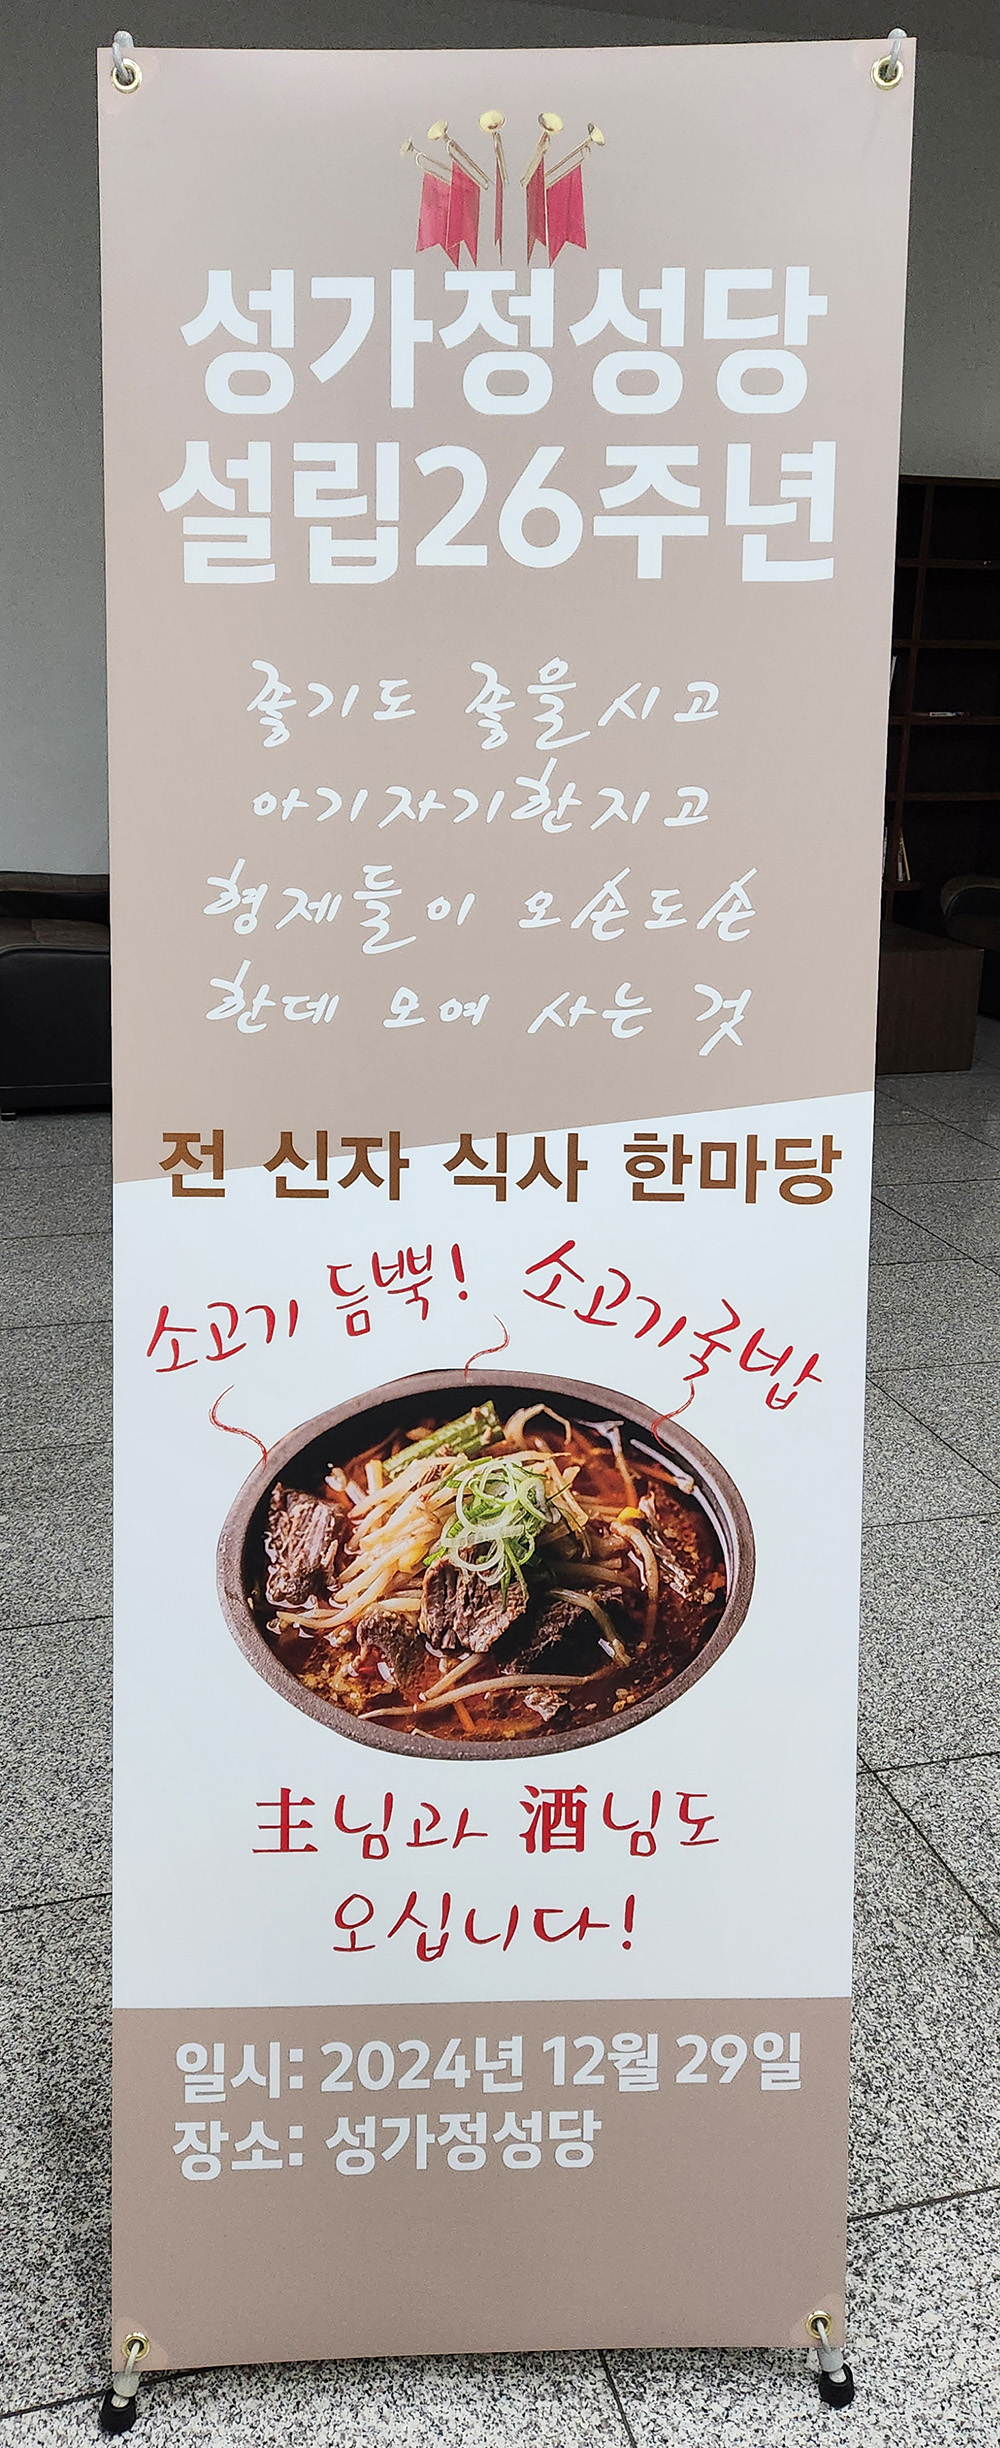 성가정성당
설립26주년
좋기도 좋을시고
아기자기한지고
형제들이 오손도손
한데 모여 사는 것
전 신자 식사 한마당
소고기 듬뿍! 소고기국밥
主님과 酒님도
오십니다!
일시: 2024년 12월 29일
장소: 성가정성당